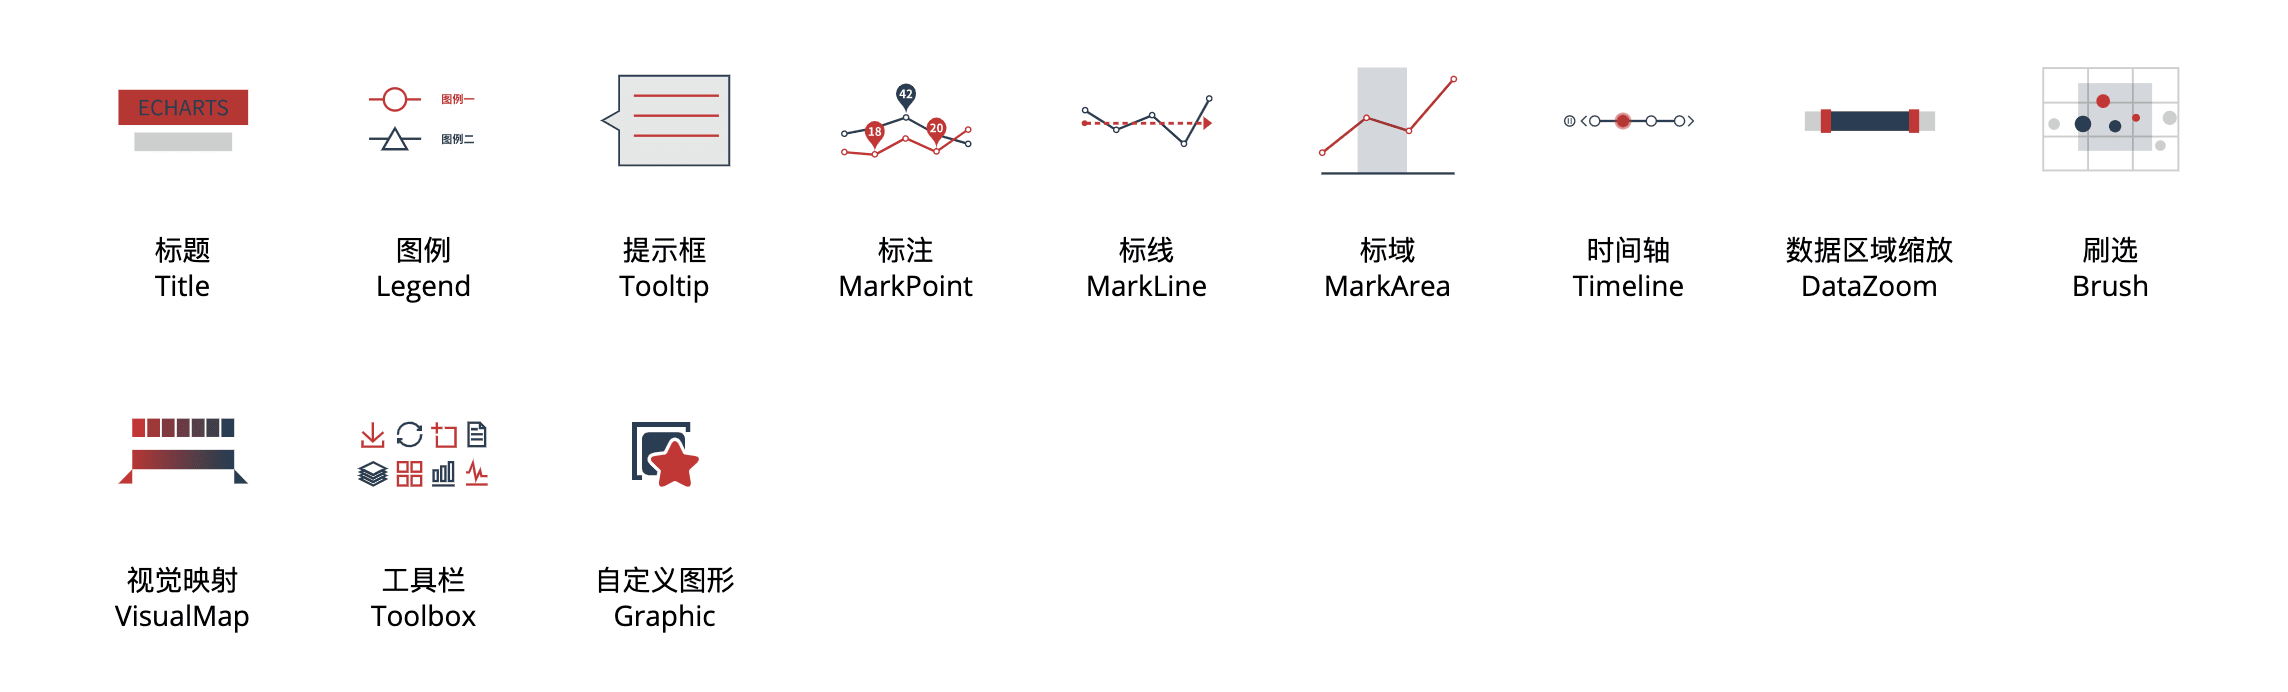 ECHARTS
图例一
图例二
42
18
20
标题
Title
图例
Legend
提示框
Tooltip
标注
MarkPoint
标线
MarkLine
标域
MarkArea
时间轴
Timeline
数据区域缩放
DataZoom
刷选
Brush
视觉映射
VisualMap
工具栏
Toolbox
自定义图形
Graphic